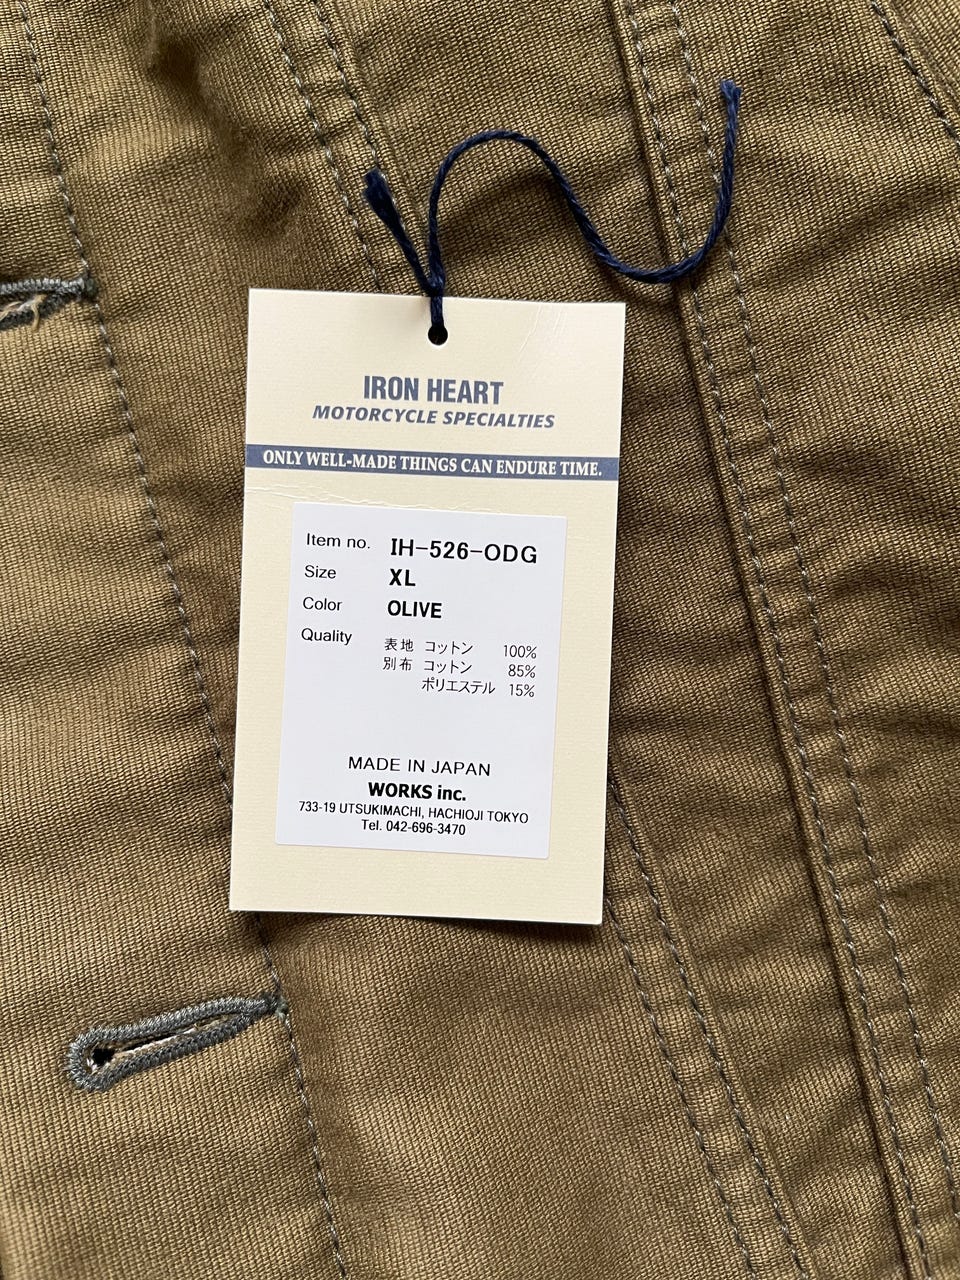 IRON HEART
MOTORCYCLE SPECIALTIES
ONLY WELL-MADE THINGS CAN ENDURE TIME.
Item no. IH-526-ODG
Size XL
Color OLIVE
Quality 表地 コットン 100%
別布 コットン 85%
ポリエステル 15%
MADE IN JAPAN
WORKS inc.
733-19 UTSUKIMACHI, HACHIOJI TOKYO
Tel. 042-696-3470